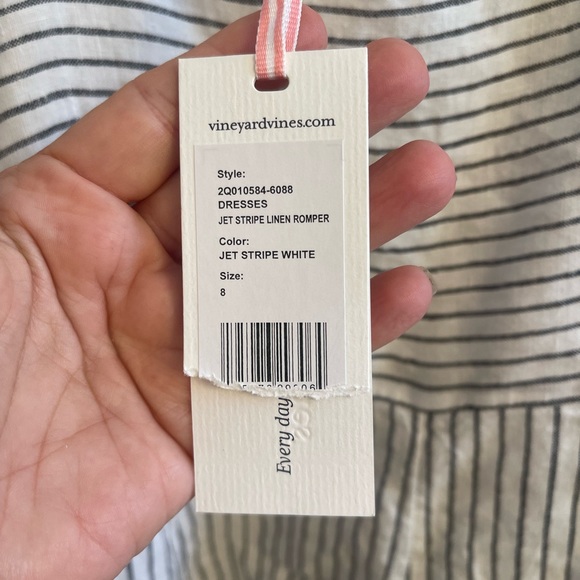 vineyardvines.com
Style:
2Q010584-6088
DRESSES
JET STRIPE LINEN ROMPER
Color:
JET STRIPE WHITE
Size:
8
Every day